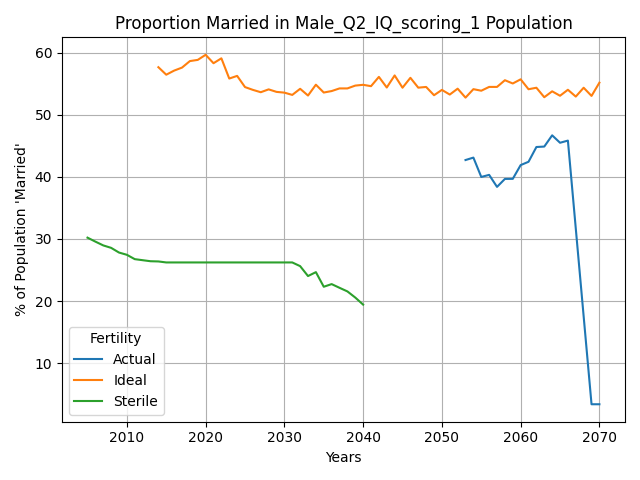 Proportion Married in Male_Q2_IQ_scoring_1 Population
% of Population 'Married'
60
50
40
30
20
10
Fertility
Actual
Ideal
Sterile
2010 2020 2030 2040 2050 2060 2070
Years